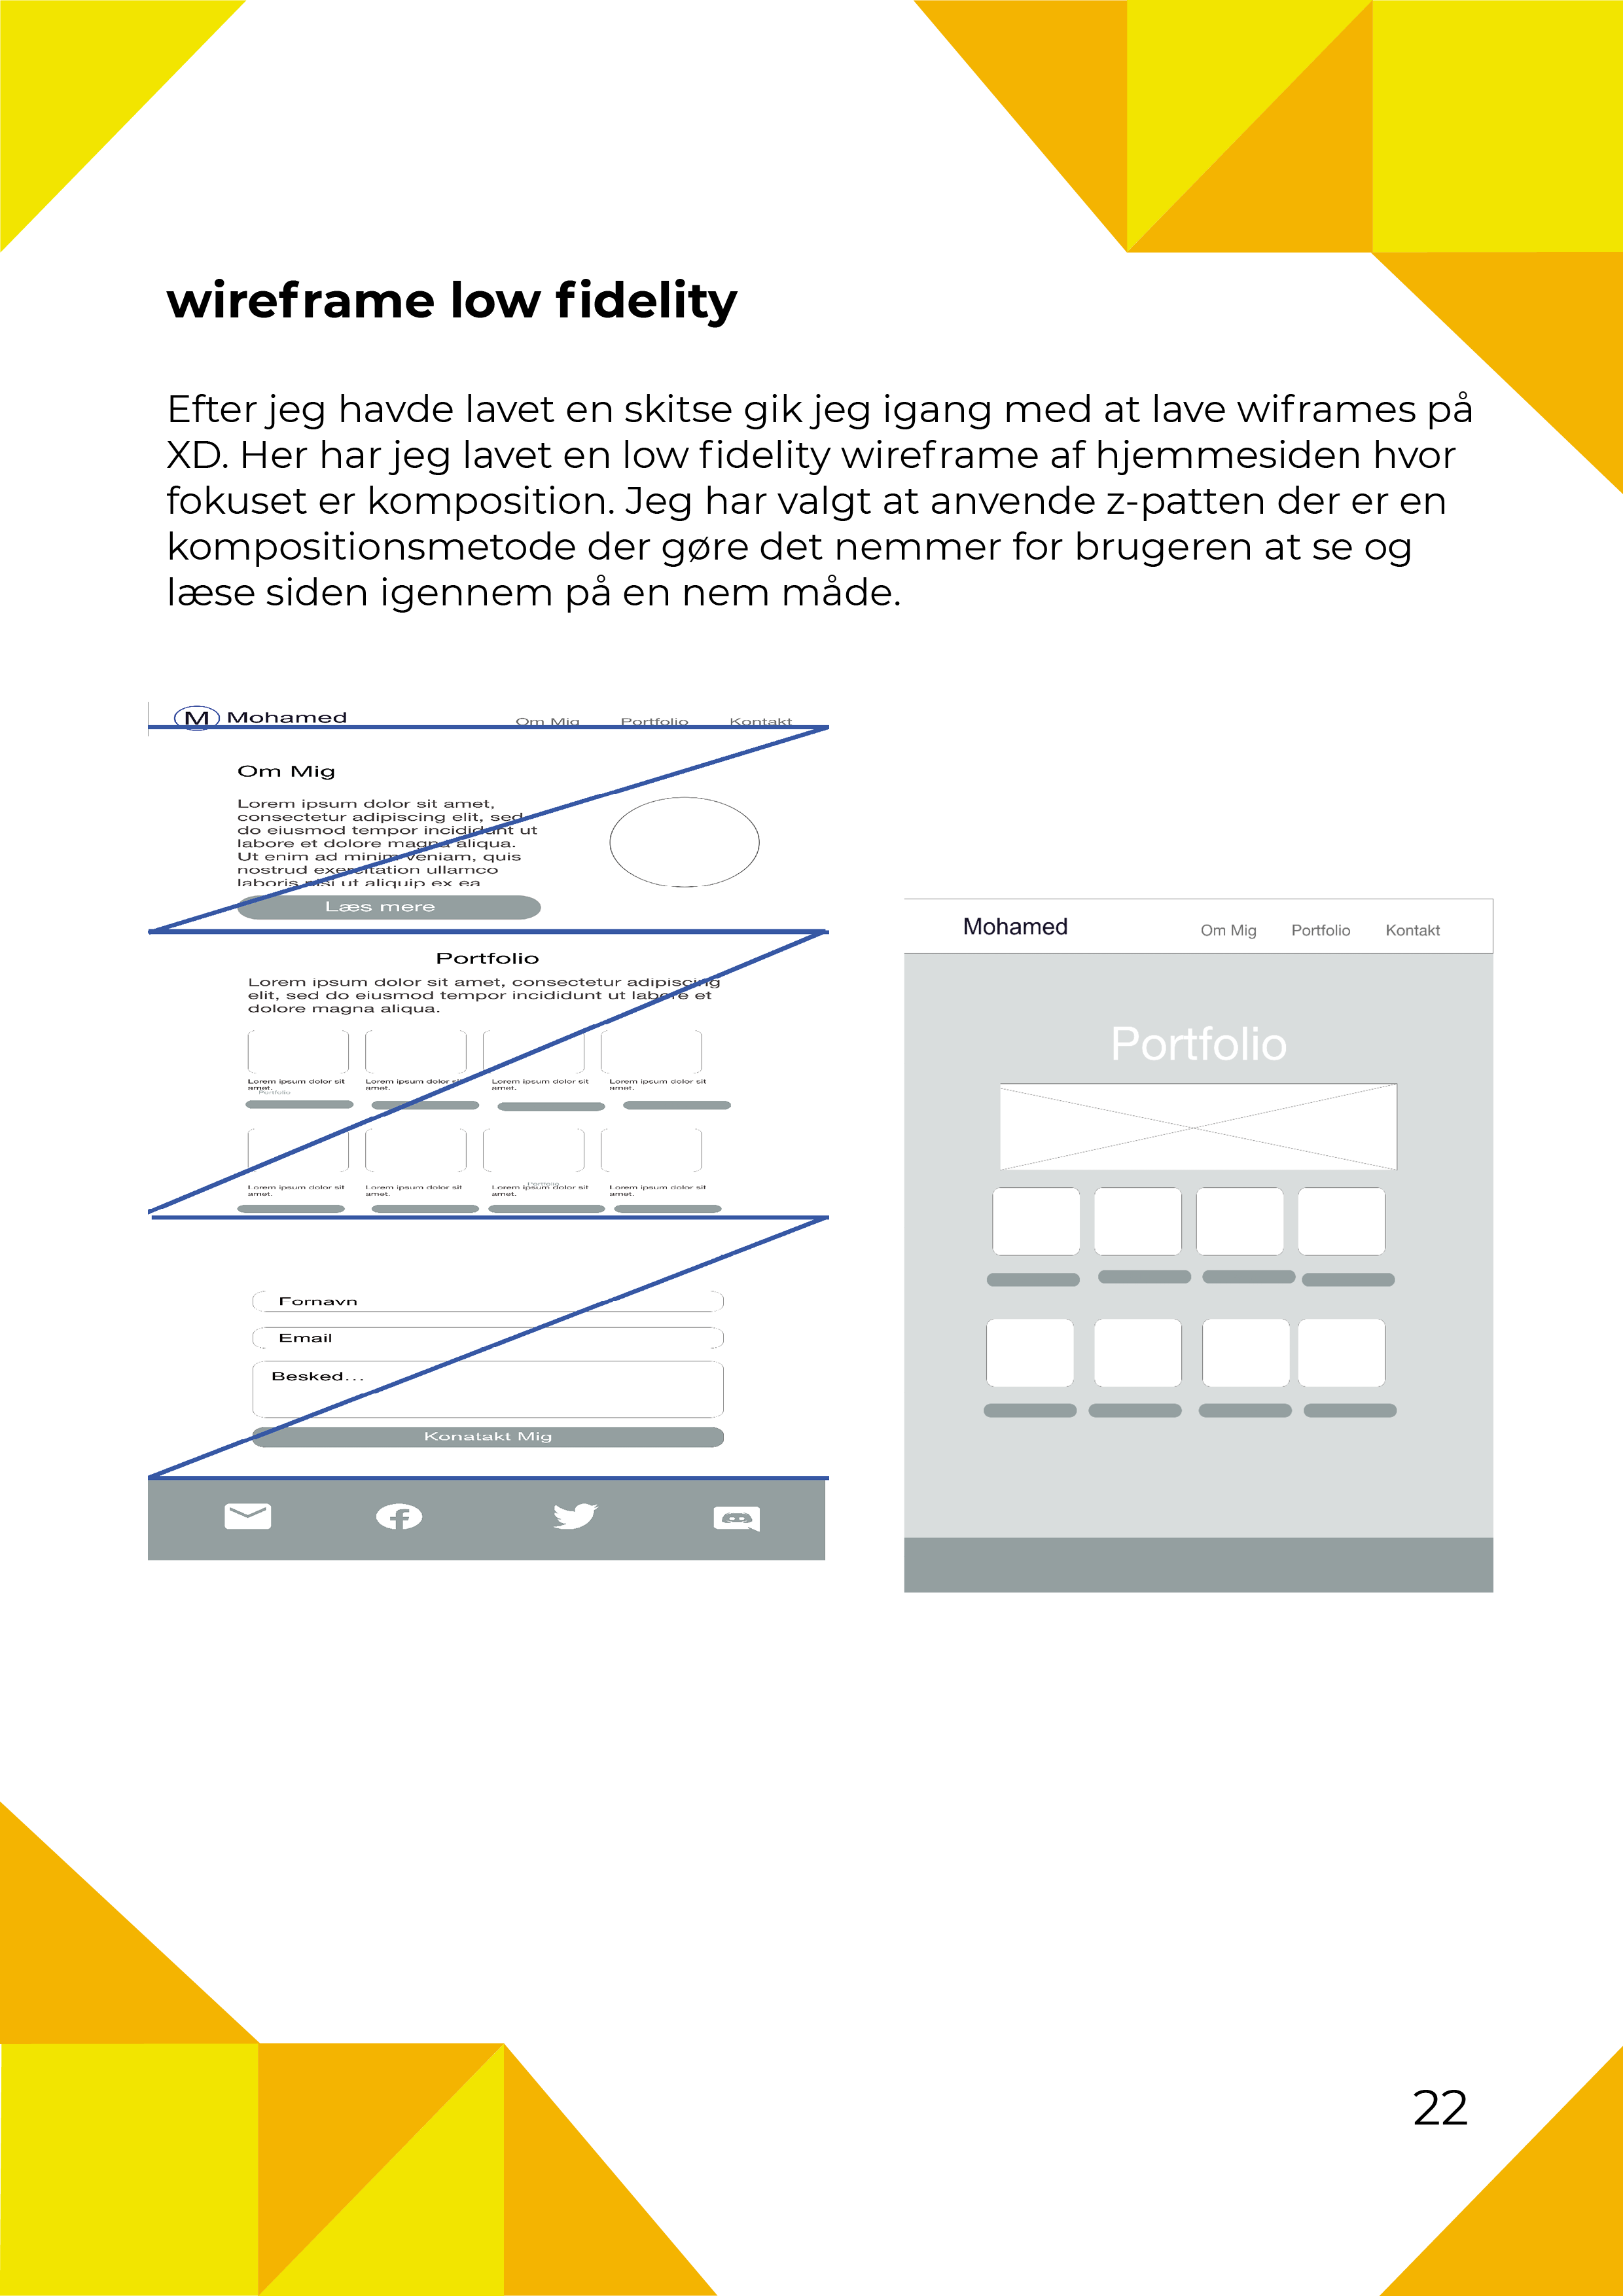 wireframe low fidelity
Efter jeg havde lavet en skitse gik jeg igang med at lave wiframes på
XD. Her har jeg lavet en low fidelity wireframe af hjemmesiden hvor
fokuset er komposition. Jeg har valgt at anvende z-patten der er en
kompositionsmetode der gøre det nemmer for brugeren at se og
læse siden igennem på en nem måde.
M Mohamed
Om Mig Portfolio Kontakt
Om Mig
Lorem ipsum dolor sit amet,
consectetur adipiscing elit, sed
do eiusmod tempor incididunt ut
labore et dolore magna aliqua.
Ut enim ad minim veniam, quis
nostrud exercitation ullamco
laboris nisi ut aliquip ex ea
Læs mere
Portfolio
Lorem ipsum dolor sit amet, consectetur adipiscing
elit, sed do eiusmod tempor incididunt ut labore et
dolore magna aliqua.
Lorem ipsum dolor sit Lorem ipsum dolor sit Lorem ipsum dolor sit Lorem ipsum dolor sit
amet. amet. amet. amet.
Portfolio
Portfolio
Lorem ipsum dolor sit Lorem ipsum dolor sit Lorem ipsum dolor sit Lorem ipsum dolor sit
amet. amet. amet. amet.
Fornavn
Email
Besked...
Konatakt Mig
Mohamed
Om Mig Portfolio Kontakt
Portfolio
22